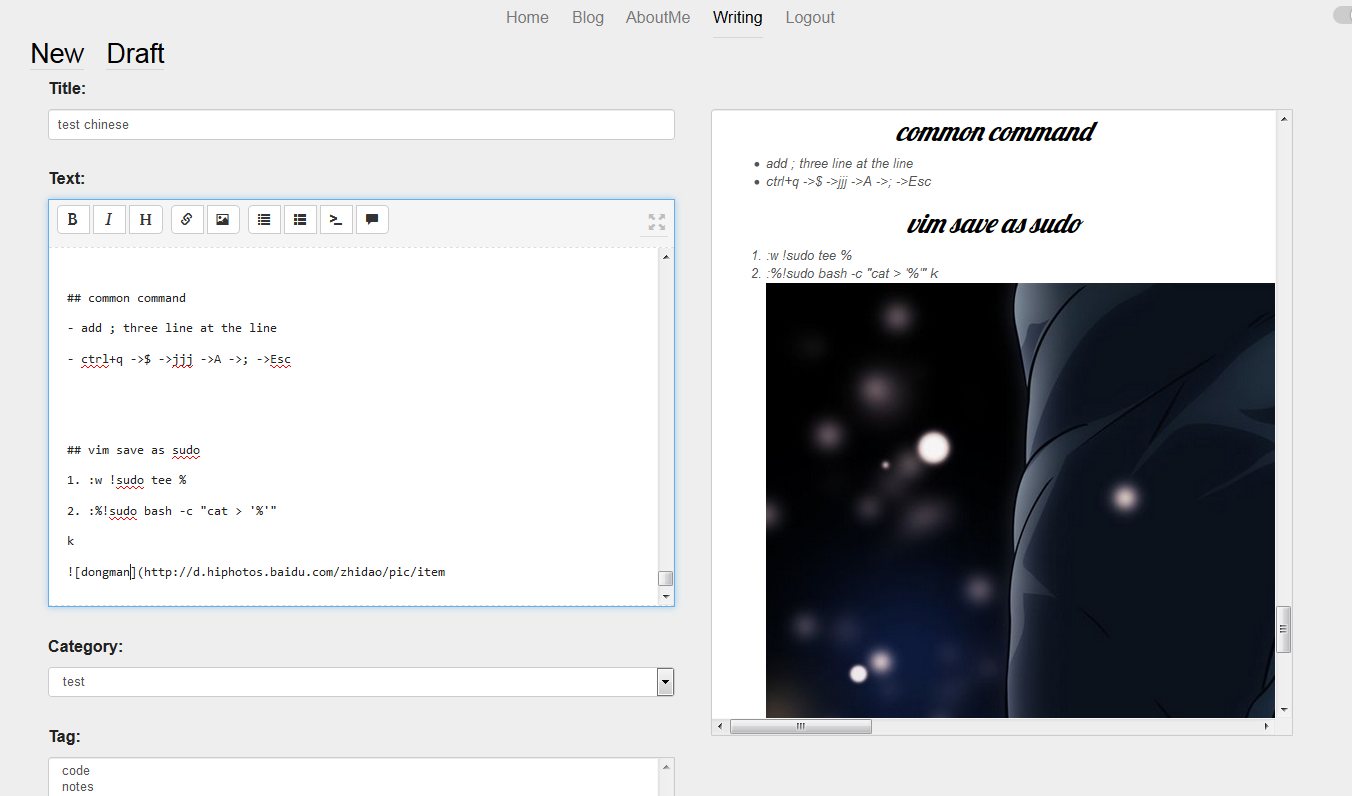 Home Blog AboutMe Writing Logout
New Draft
Title:
test chinese
Text:
B I H
## common command
- add ; three line at the line
- ctrl+q ->$ ->jjj ->A ->; ->Esc
## vim save as sudo
1. :w !sudo tee %
2. :%!sudo bash -c "cat > '%'"
k
![dongman](http://d.hiphotos.baidu.com/zhidao/pic/item
Category:
test
Tag:
code
notes
common command
add ; three line at the line
ctrl+q ->$ ->jjj ->A ->; ->Esc
vim save as sudo
1. :w !sudo tee %
2. :%!sudo bash -c "cat > '%'" k